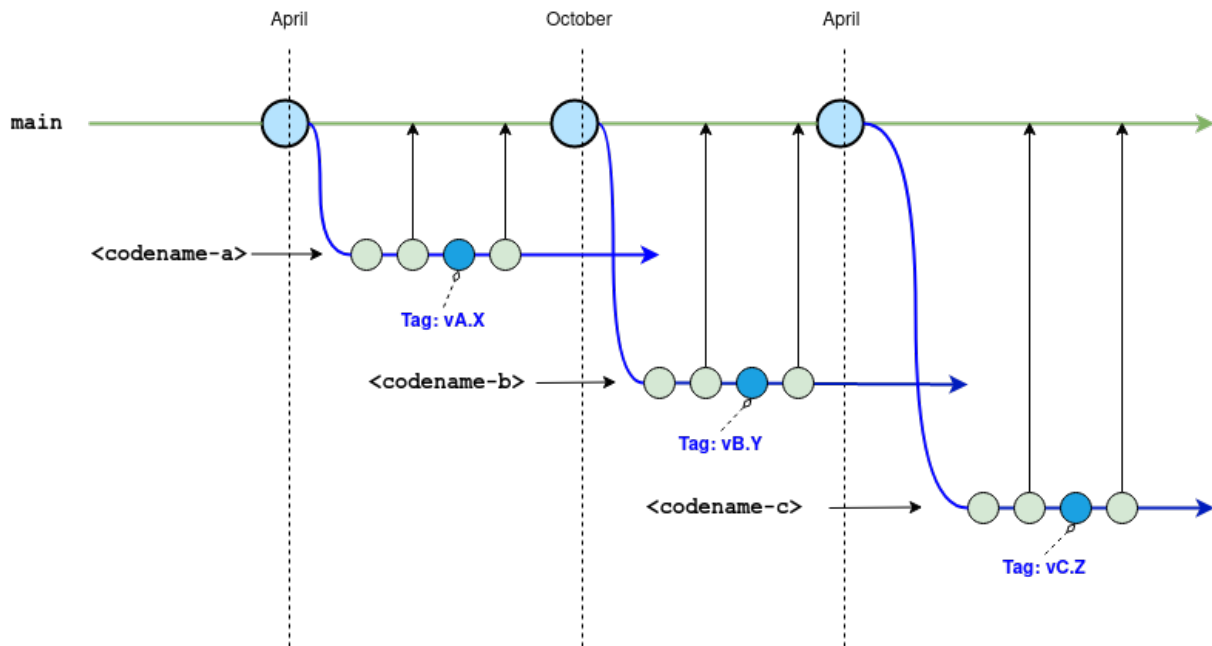 April
October
April
main
<codename-a>
Tag: vA.X
<codename-b>
Tag: vB.Y
<codename-c>
Tag: vC.Z